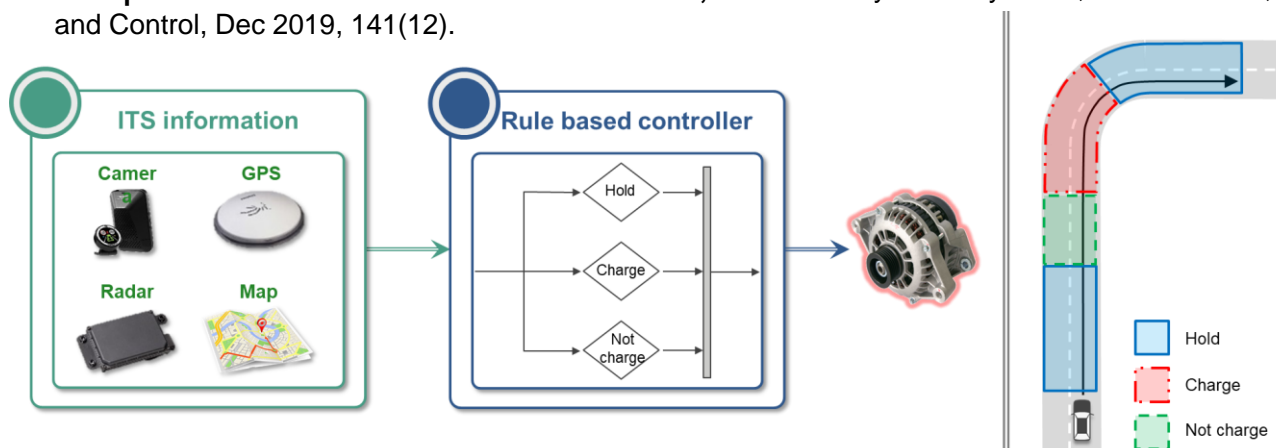 and Control, Dec 2019, 141(12).
ITS information
Camer
a
GPS
Radar
Map
Rule based controller
Hold
Charge
Not
charge
Hold
Charge
Not charge